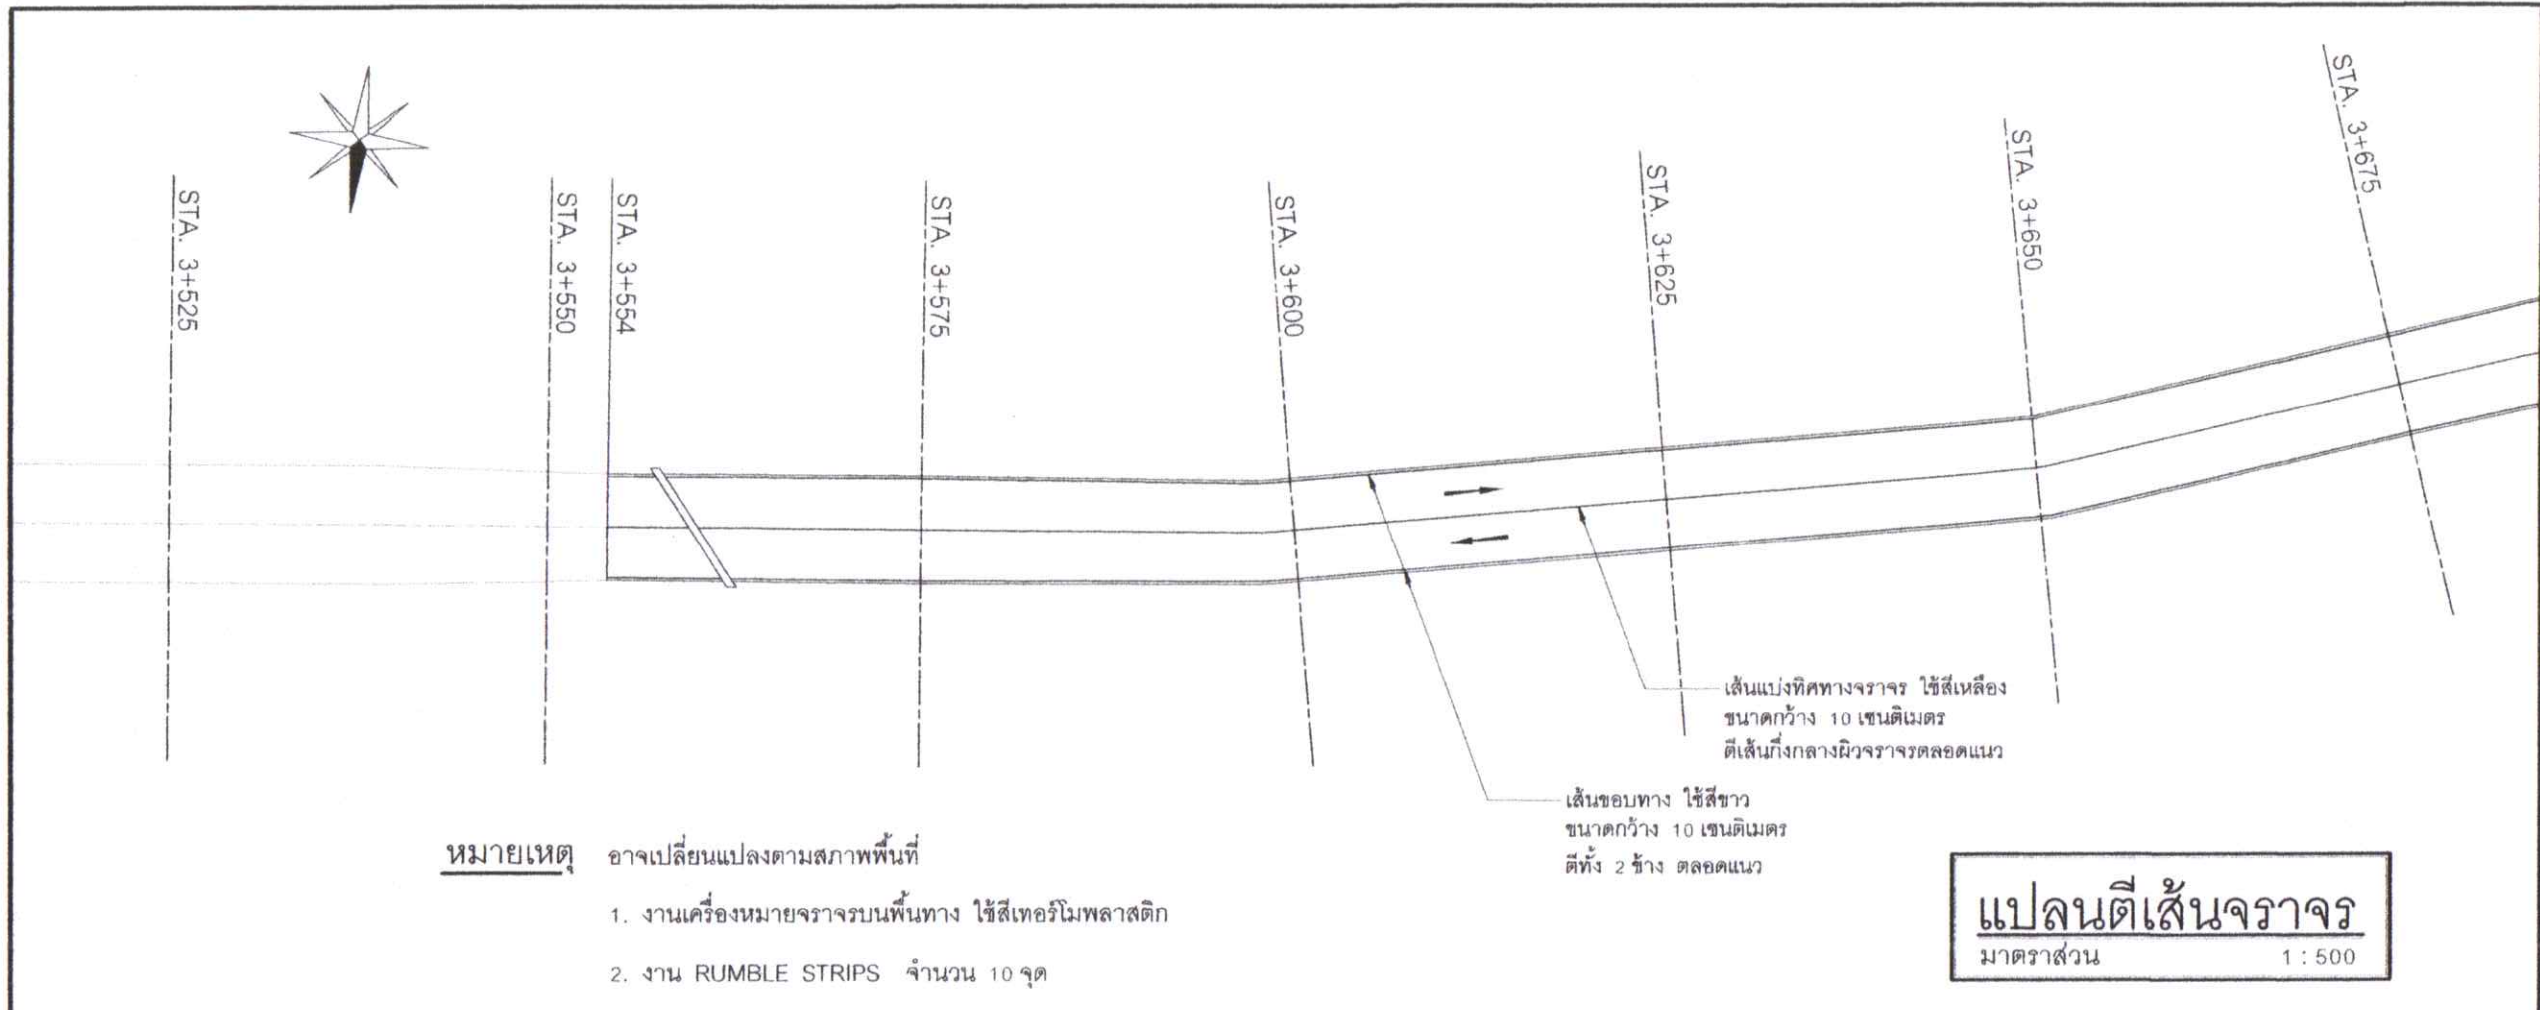 STA. 3+525
STA. 3+550
STA. 3+554
STA. 3+575
STA. 3+600
STA. 3+625
STA. 3+650
STA. 3+675
เส้นแบ่งทิศทางจราจร ใช้สีเหลือง
ขนาดกว้าง 10 เซนติเมตร
ตีเส้นกึ่งกลางผิวจราจรตลอดแนว
เส้นขอบทาง ใช้สีขาว
ขนาดกว้าง 10 เซนติเมตร
ตีทั้ง 2 ข้าง ตลอดแนว
หมายเหตุ อาจเปลี่ยนแปลงตามสภาพพื้นที่
1. งานเครื่องหมายจราจรบนพื้นทาง ใช้สีเทอร์โมพลาสติก
2. งาน RUMBLE STRIPS จำนวน 10 จุด
แปลนตีเส้นจราจร
มาตราส่วน 1 : 500